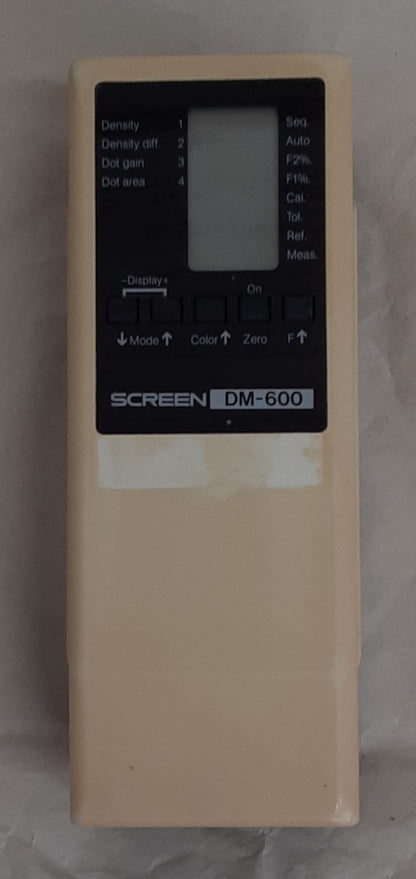 Density 1
Density diff. 2
Dot gain 3
Dot area 4
Seq.
Auto
F2%.
F1%.
Cal.
Tol.
Ref.
Meas.
-Display+
On
↓ Mode ↑ Color ↑ Zero F ↑
SCREEN DM-600